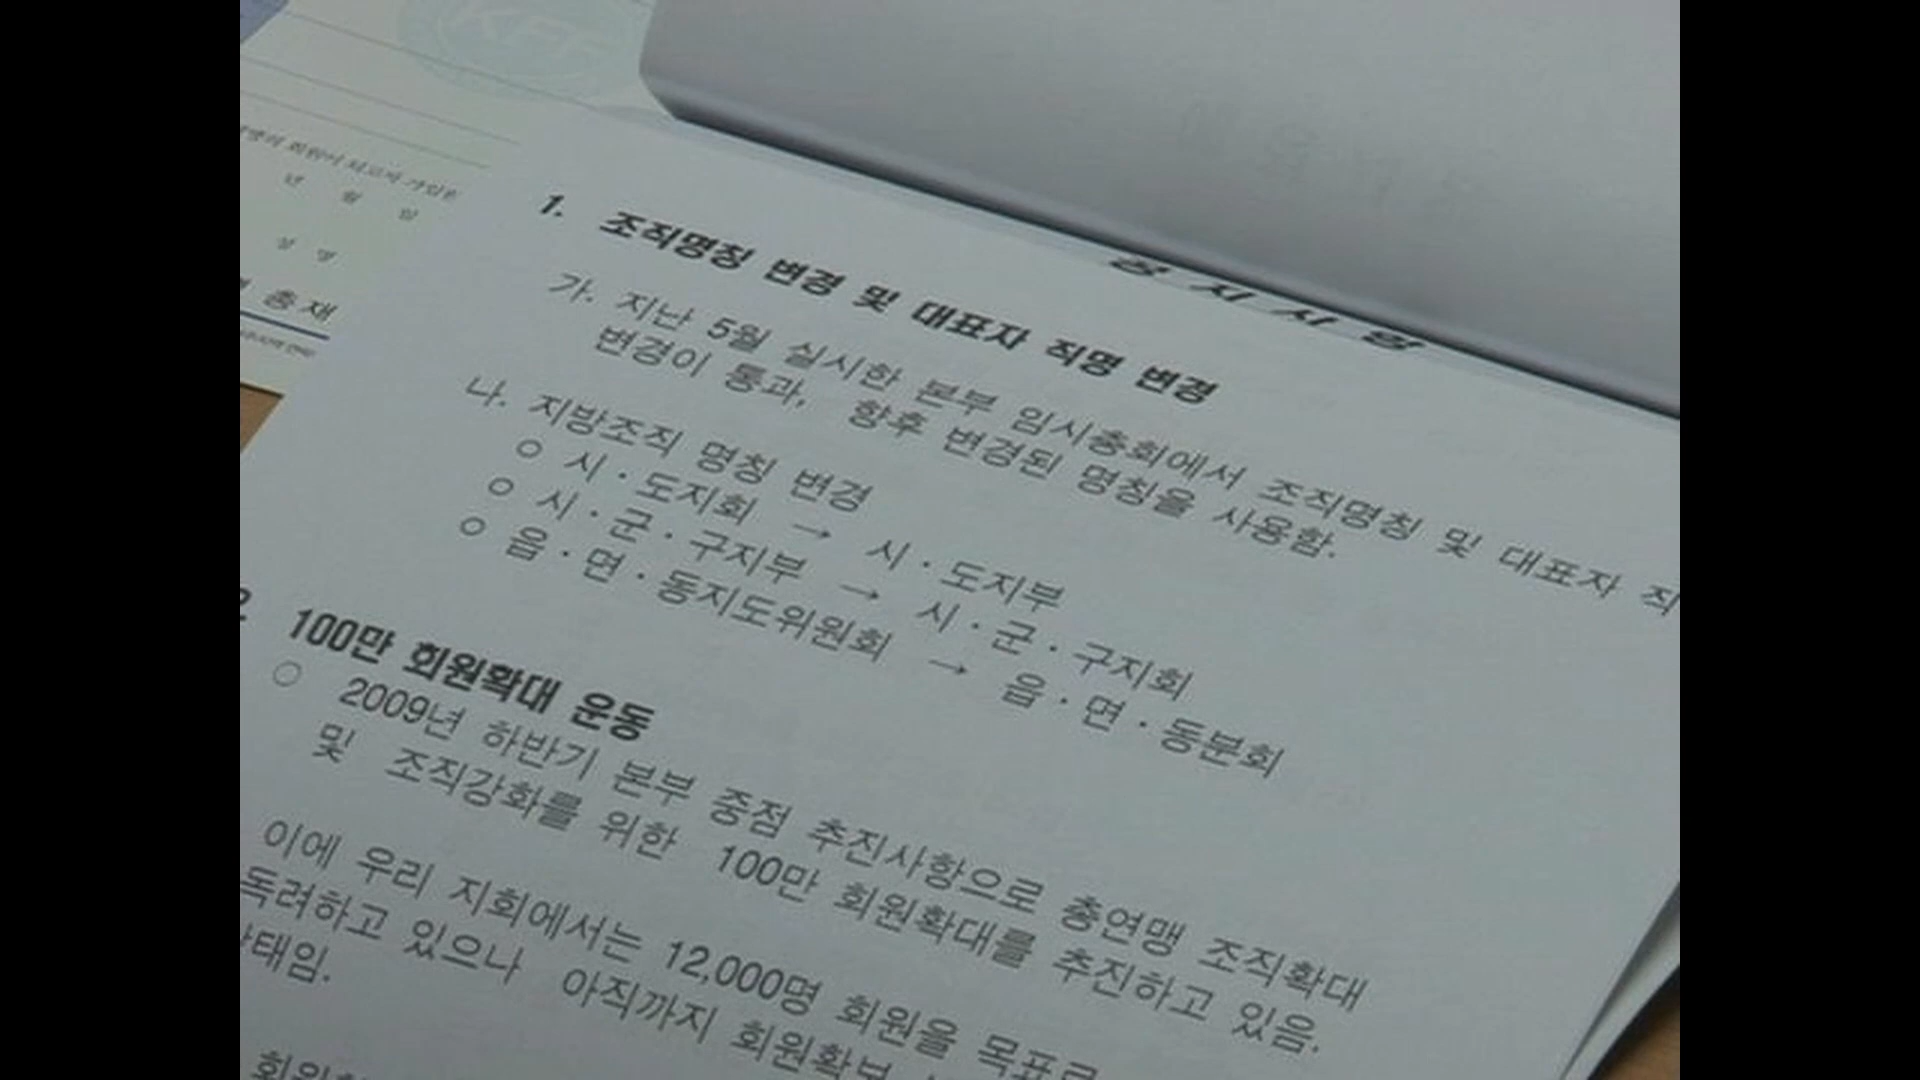 KFF
년 월 일
성 명
총재
공 지 사 항
1. 조직명칭 변경 및 대표자 직명 변경
가. 지난 5월 실시한 본부 임시총회에서 조직명칭 및 대표자 직
변경이 통과, 향후 변경된 명칭을 사용함.
나. 지방조직 명칭 변경
○ 시·도지회 → 시·도지부
○ 시·군·구지부 → 시·군·구지회
○ 읍·면·동지도위원회 → 읍·면·동분회
2. 100만 회원확대 운동
○ 2009년 하반기 본부 중점 추진사항으로 총연맹 조직확대
및 조직강화를 위한 100만 회원확대를 추진하고 있음.
이에 우리 지회에서는 12,000명 회원을 목표로
독려하고 있으나 아직까지 회원확보
상태임.